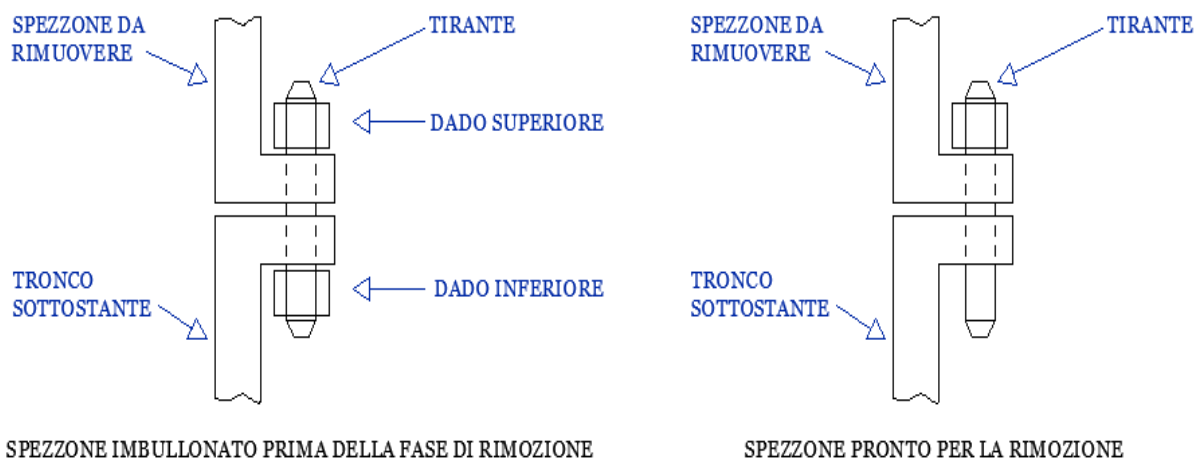 SPEZZONE DA
RIMUOVERE
TIRANTE
DADO SUPERIORE
TRONCO
SOTTOSTANTE
DADO INFERIORE
SPEZZONE IMBULLONATO PRIMA DELLA FASE DI RIMOZIONE
SPEZZONE DA
RIMUOVERE
TIRANTE
TRONCO
SOTTOSTANTE
SPEZZONE PRONTO PER LA RIMOZIONE